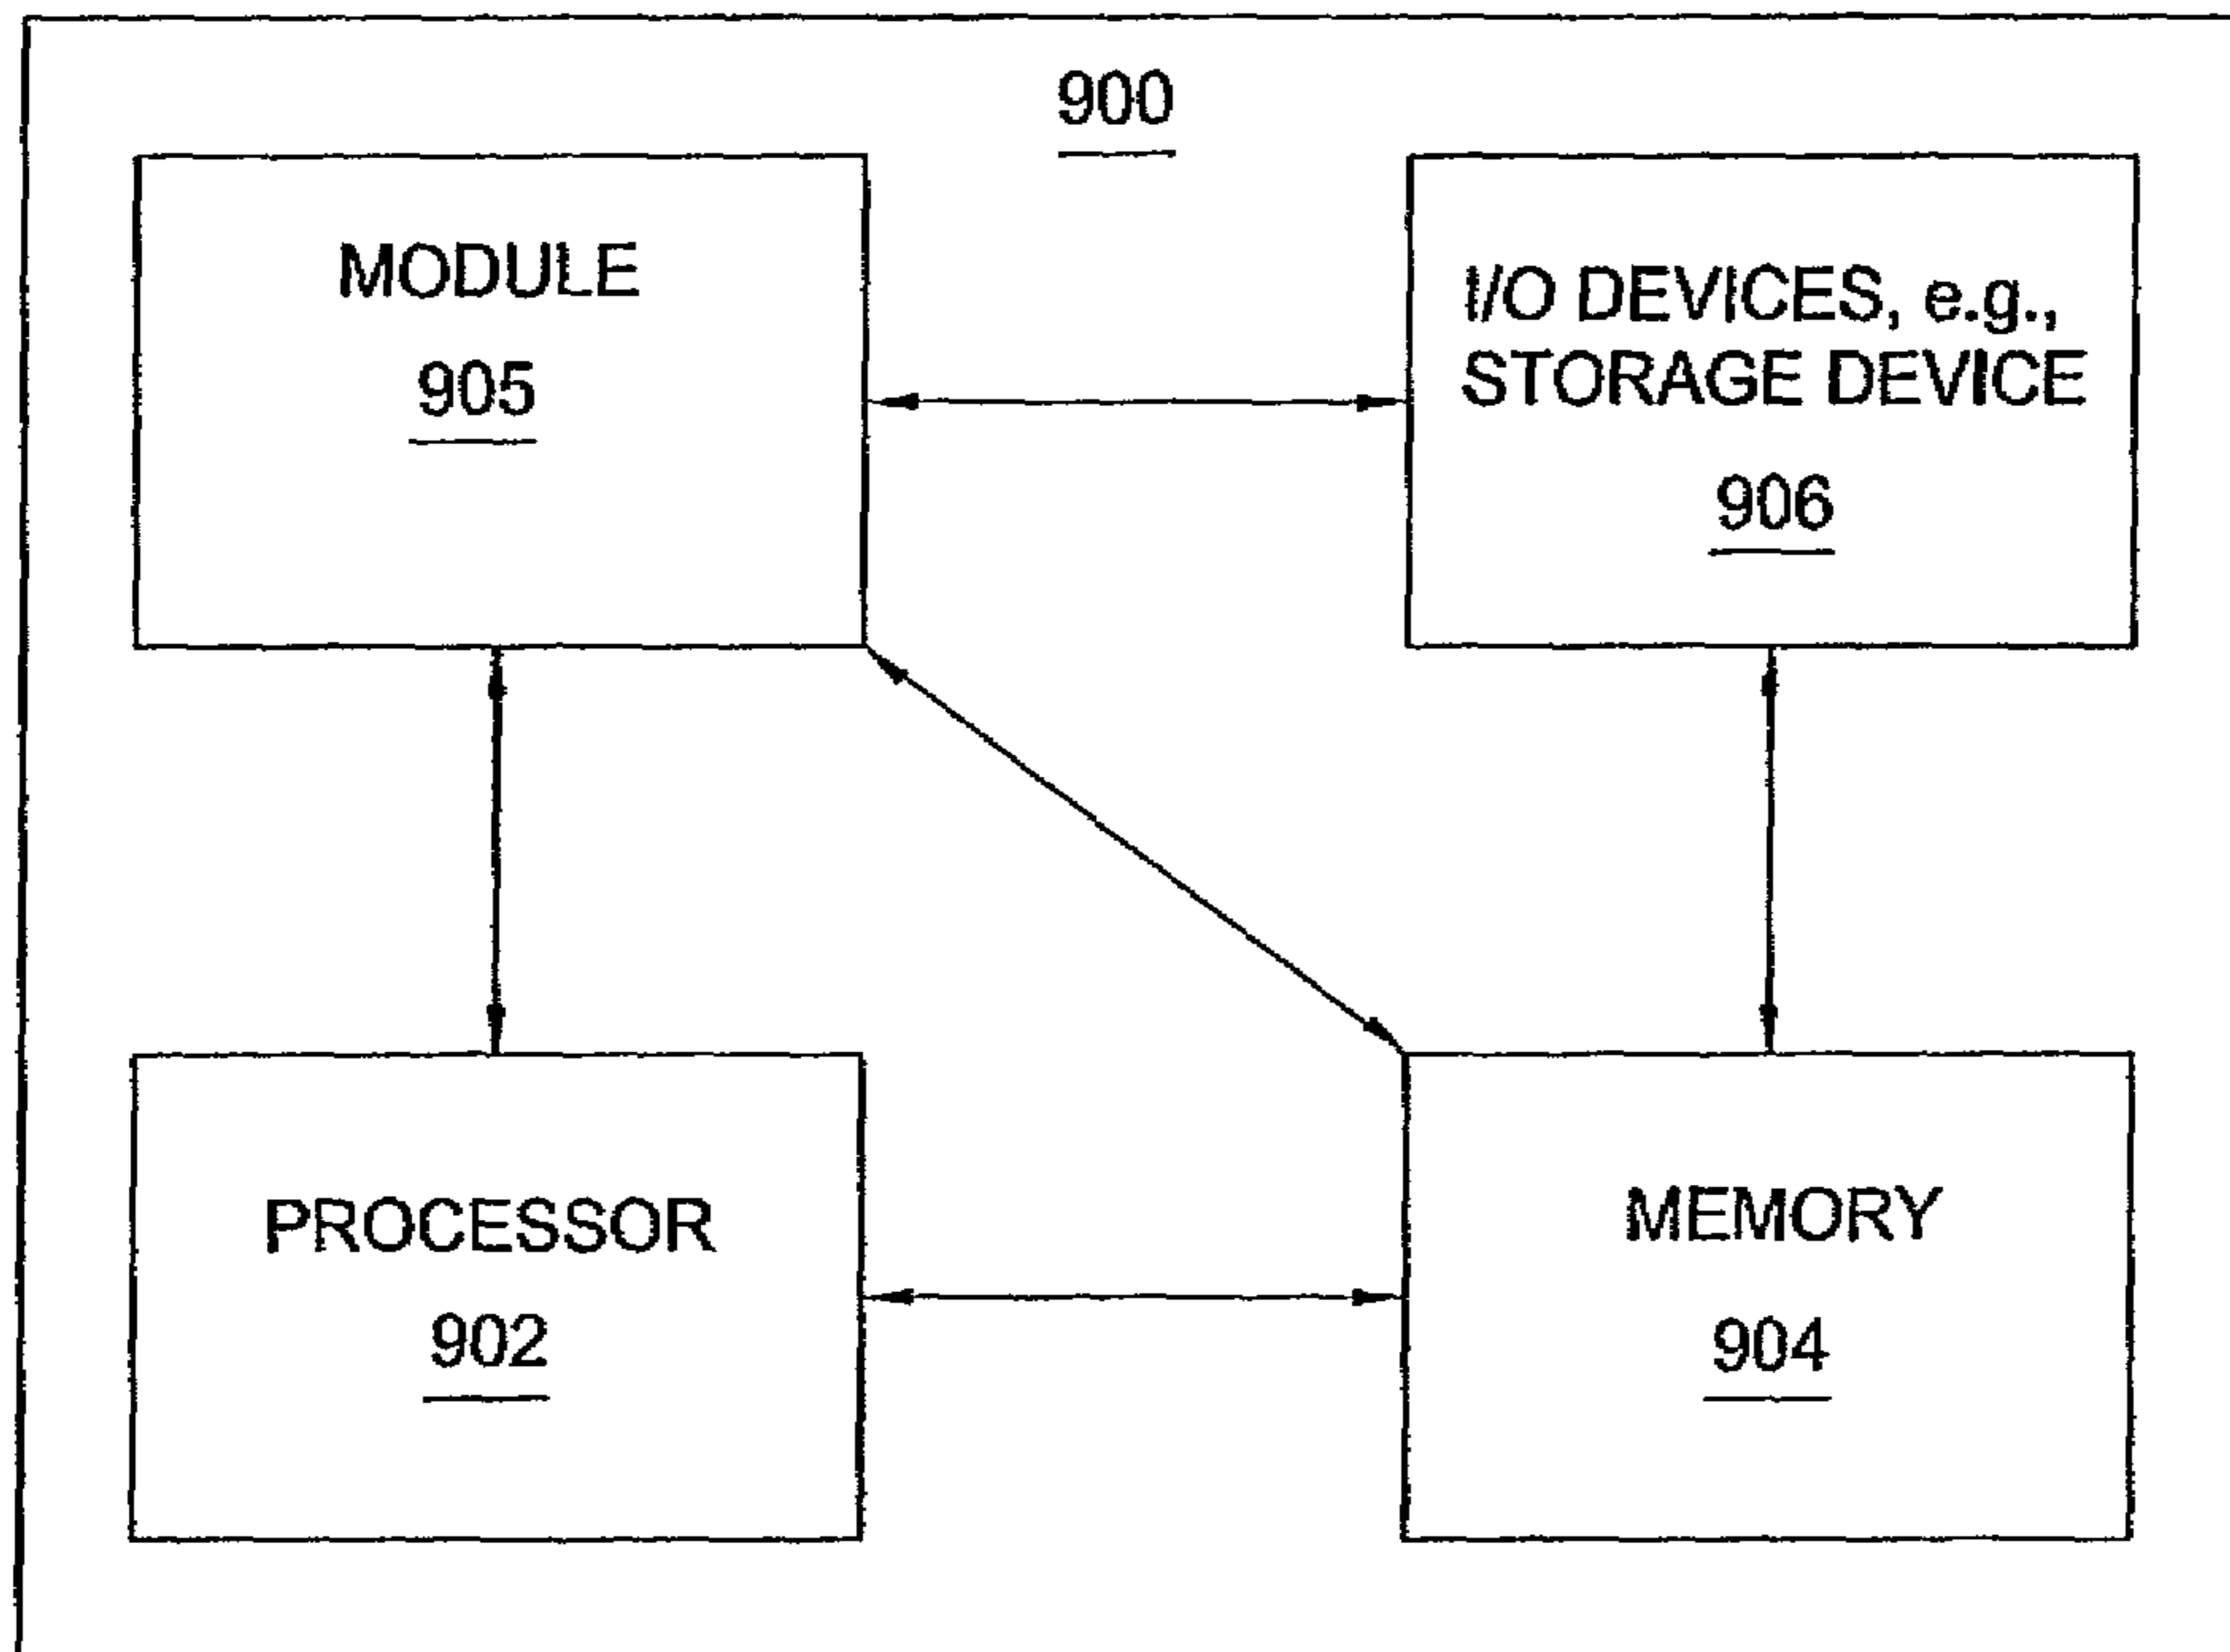 900
MODULE
905
I/O DEVICES, e.g.,
STORAGE DEVICE
906
PROCESSOR
902
MEMORY
904